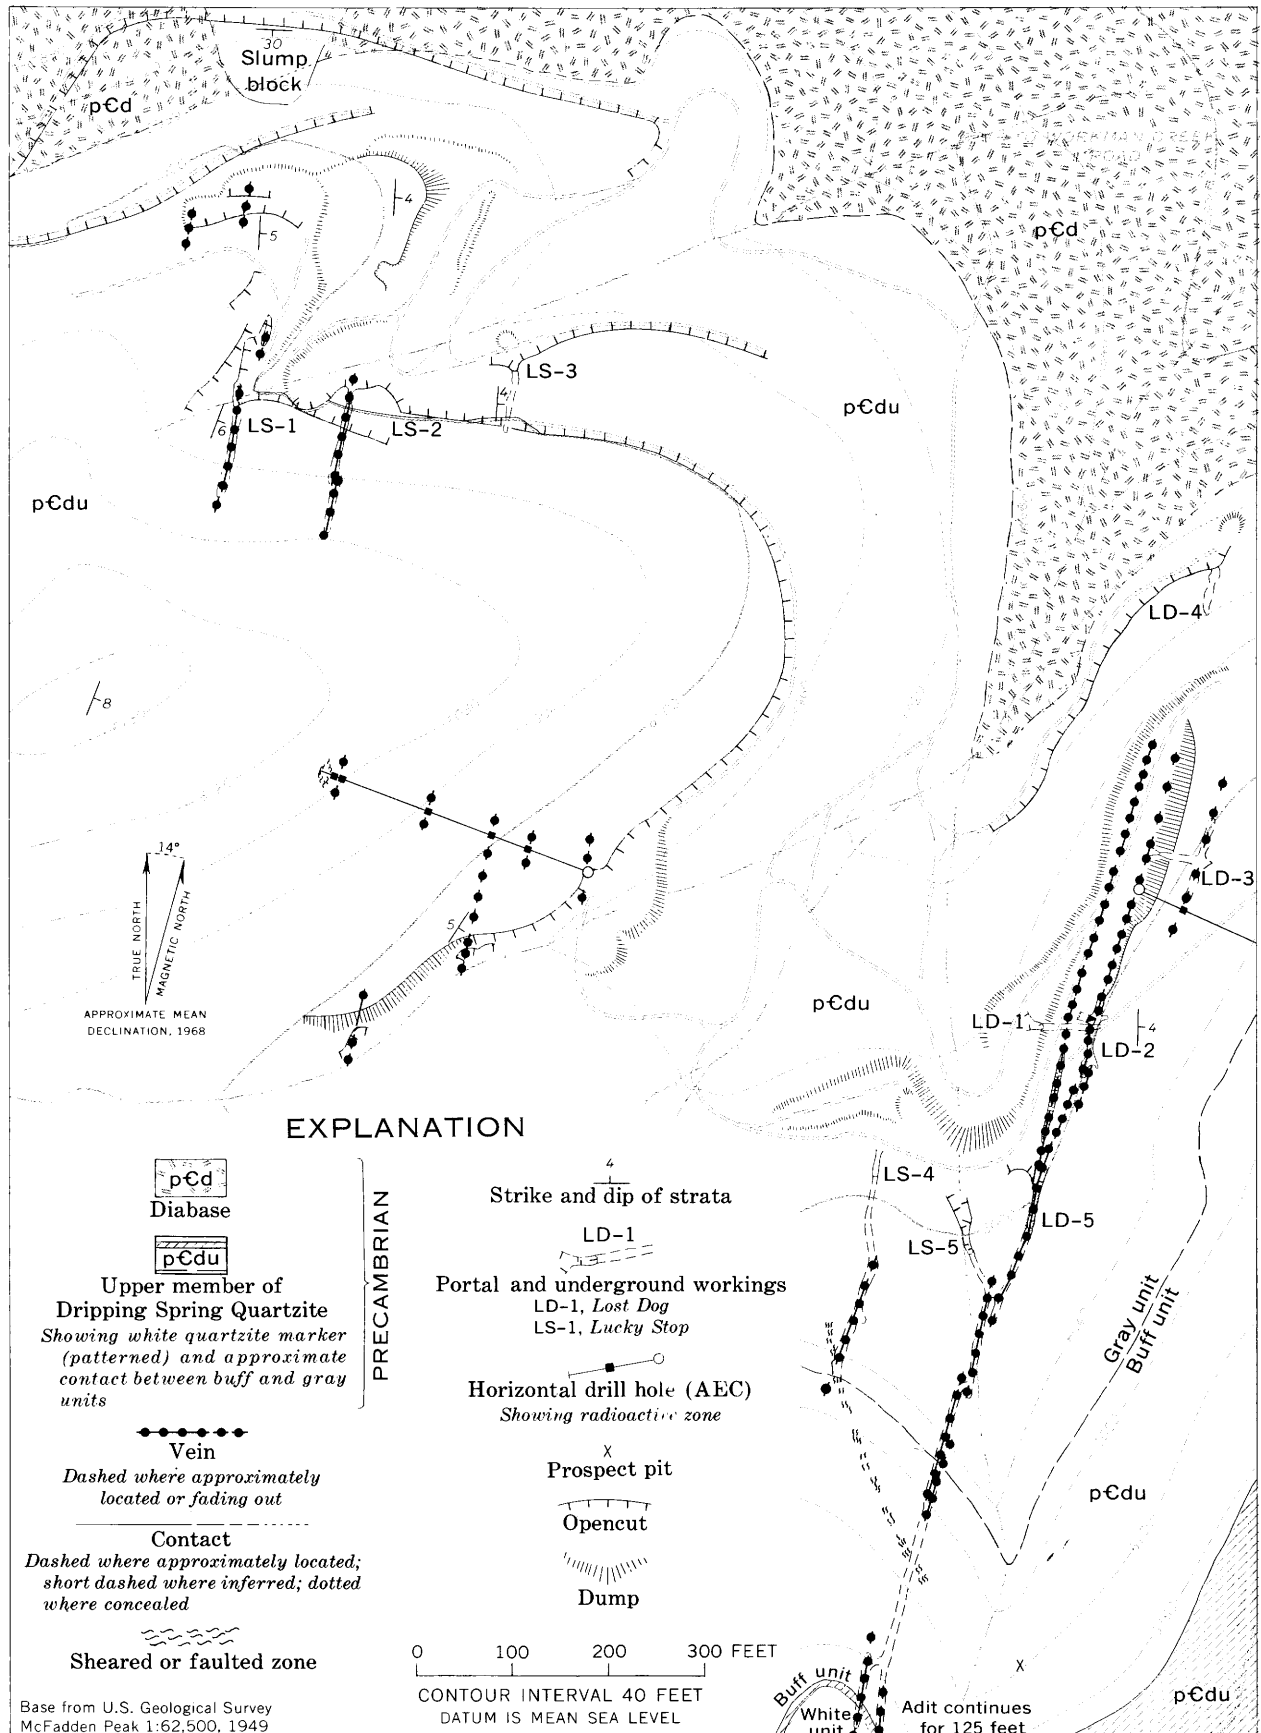 30
Slump
block
p€d
4
5
WORKMAN CREEK
ROAD
p€d
LS-3
4
p€du
6
LS-1
LS-2
p€du
LD-4
8
14°
TRUE NORTH
MAGNETIC NORTH
APPROXIMATE MEAN
DECLINATION, 1968
5
LD-3
p€du
LD-1
4
LD-2
LS-4
LD-5
LS-5
Gray unit
Buff unit
p€du
EXPLANATION
p€d
Diabase
p€du
Upper member of
Dripping Spring Quartzite
Showing white quartzite marker
(patterned) and approximate
contact between buff and gray
units
PRECAMBRIAN
Vein
Dashed where approximately
located or fading out
Contact
Dashed where approximately located;
short dashed where inferred; dotted
where concealed
Sheared or faulted zone
4
Strike and dip of strata
LD-1
Portal and underground workings
LD-1, Lost Dog
LS-1, Lucky Stop
Horizontal drill hole (AEC)
Showing radioactive zone
X
Prospect pit
Opencut
Dump
0 100 200 300 FEET
CONTOUR INTERVAL 40 FEET
DATUM IS MEAN SEA LEVEL
Base from U.S. Geological Survey
McFadden Peak 1:62,500, 1949
X
Buff unit
White
unit
Adit continues
for 125 feet
p€du